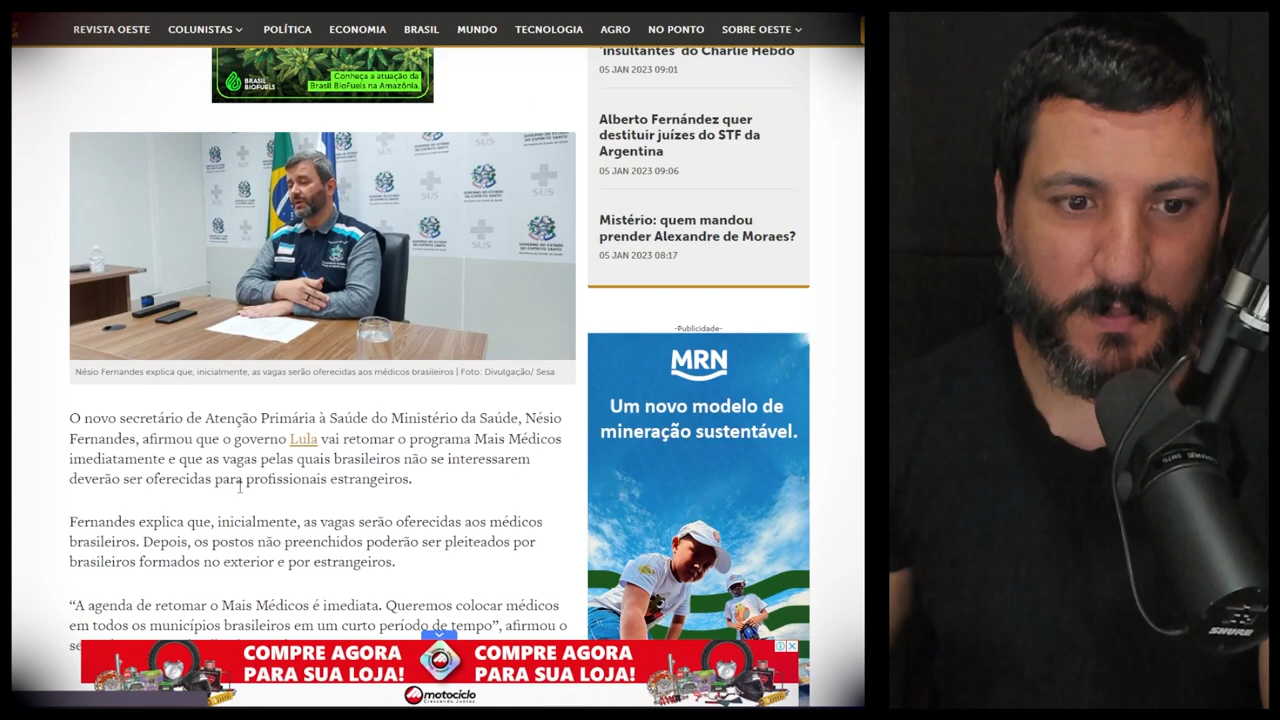 REVISTA OESTE COLUNISTAS POLÍTICA ECONOMIA BRASIL MUNDO TECNOLOGIA AGRO NO PONTO SOBRE OESTE
Conheça a atuação da
Brasil BioFuels na Amazônia.
BRASIL
BIOFUELS
SUS
SUS
SUS
Nésio Fernandes explica que, inicialmente, as vagas serão oferecidas aos médicos brasileiros | Foto: Divulgação/ Sesa
O novo secretário de Atenção Primária à Saúde do Ministério da Saúde, Nésio
Fernandes, afirmou que o governo Lula vai retomar o programa Mais Médicos
imediatamente e que as vagas pelas quais brasileiros não se interessarem
deverão ser oferecidas para profissionais estrangeiros.
Fernandes explica que, inicialmente, as vagas serão oferecidas aos médicos
brasileiros. Depois, os postos não preenchidos poderão ser pleiteados por
brasileiros formados no exterior e por estrangeiros.
“A agenda de retomar o Mais Médicos é imediata. Queremos colocar médicos
em todos os municípios brasileiros em um curto período de tempo”, afirmou o
'insultantes' do Charlie Hebdo
05 JAN 2023 09:01
Alberto Fernández quer
destituir juízes do STF da
Argentina
05 JAN 2023 09:06
Mistério: quem mandou
prender Alexandre de Moraes?
05 JAN 2023 08:17
-Publicidade-
MRN
Um novo modelo de
mineração sustentável.
COMPRE AGORA
PARA SUA LOJA!
COMPRE AGORA
PARA SUA LOJA!
motociclo
Crescendo Juntos
SHURE